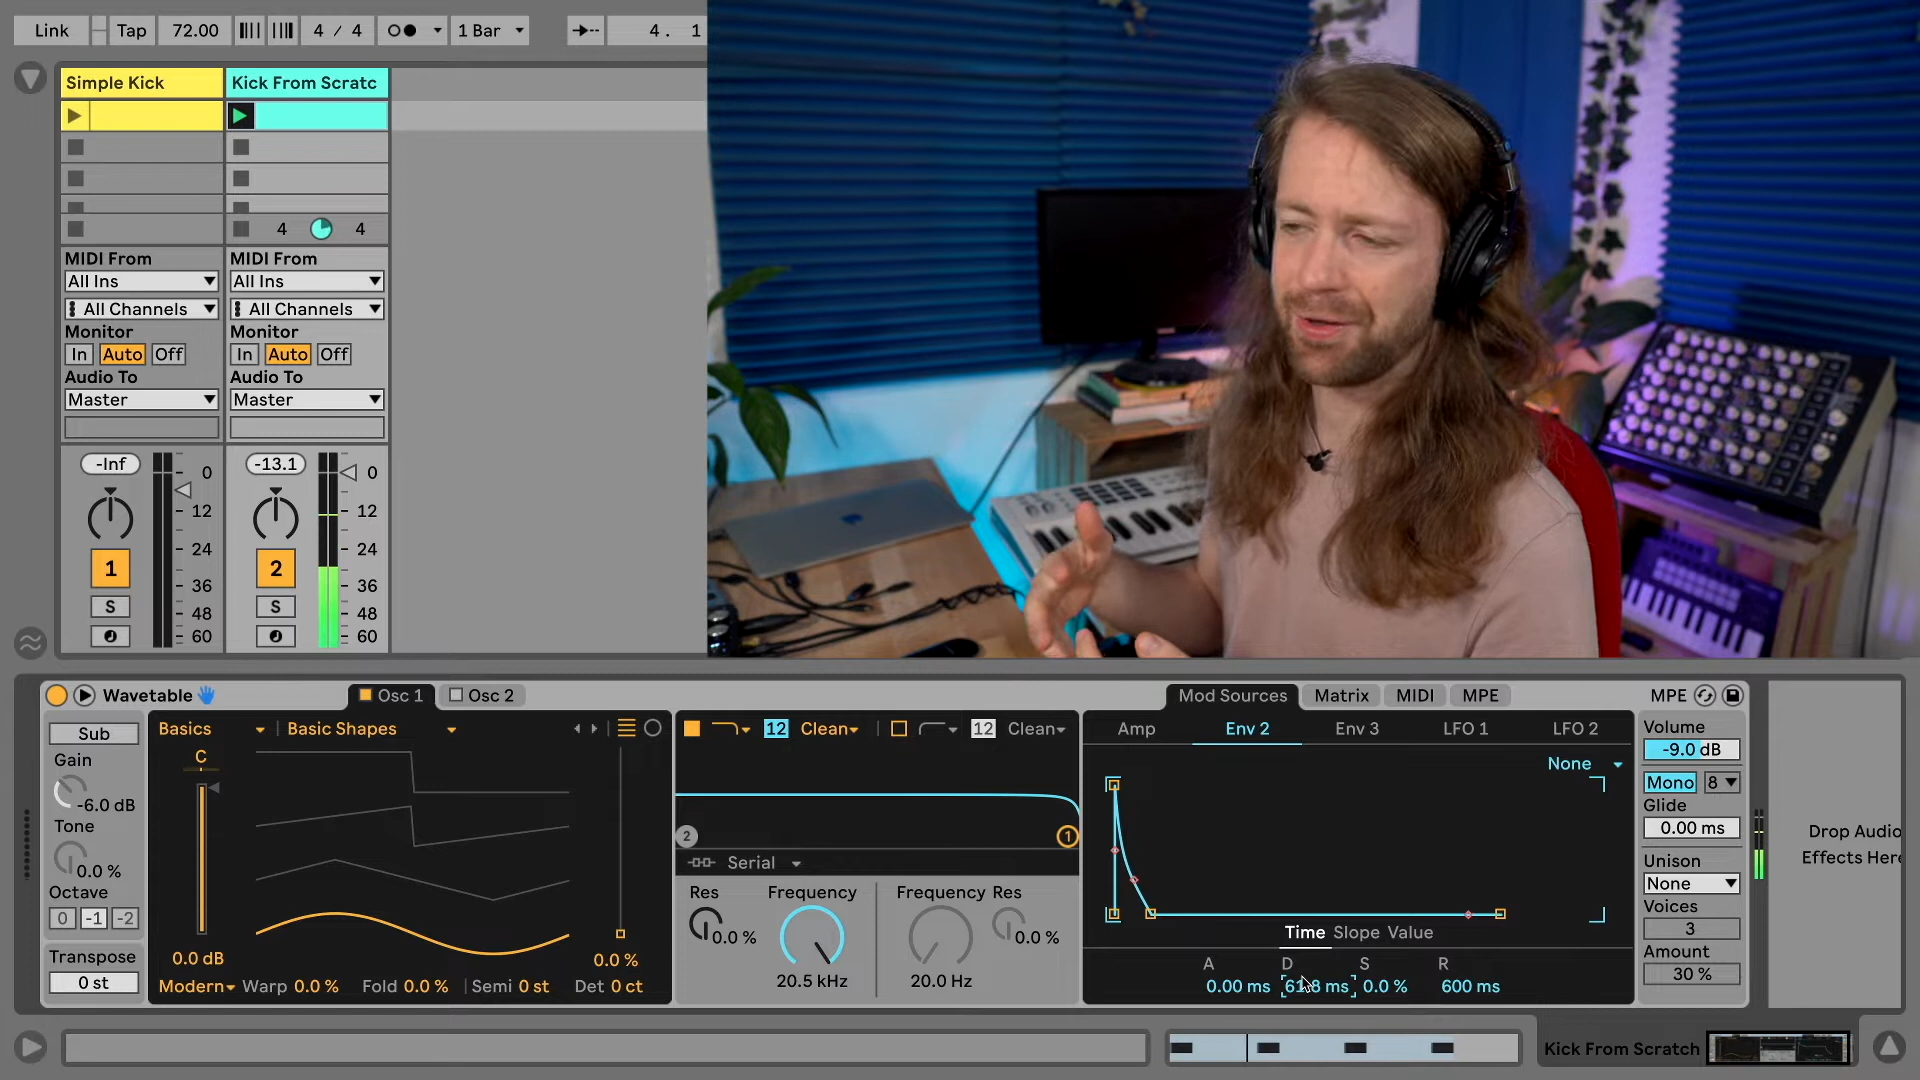 Link Tap 72.00 4 / 4 1 Bar 4. 1
Simple Kick Kick From Scratc
4 4
MIDI From MIDI From
All Ins All Ins
All Channels All Channels
Monitor Monitor
In Auto Off In Auto Off
Audio To Audio To
Master Master
-Inf 0 -13.1 0
12 12
24 24
1 2
36 36
S 48 S 48
60 60
Wavetable Osc 1 Osc 2 Mod Sources Matrix MIDI MPE MPE
Sub Basics Basic Shapes 12 Clean 12 Clean Amp Env 2 Env 3 LFO 1 LFO 2 Volume
-9.0 dB
Gain C None
-6.0 dB Mono 8
Tone Glide
0.0 % 0.00 ms
2 1 Drop Audio
Effects Here
Serial Unison
Octave Res Frequency Frequency Res None
0 -1 -2 Voices
0.0 % 0.0 % Time Slope Value 3
Transpose 0.0 dB 0.0 % Amount
A D S R
0 st Modern Warp 0.0 % Fold 0.0 % Semi 0 st Det 0 ct 20.5 kHz 20.0 Hz 0.00 ms 61.8 ms 0.0 % 600 ms 30 %
Kick From Scratch